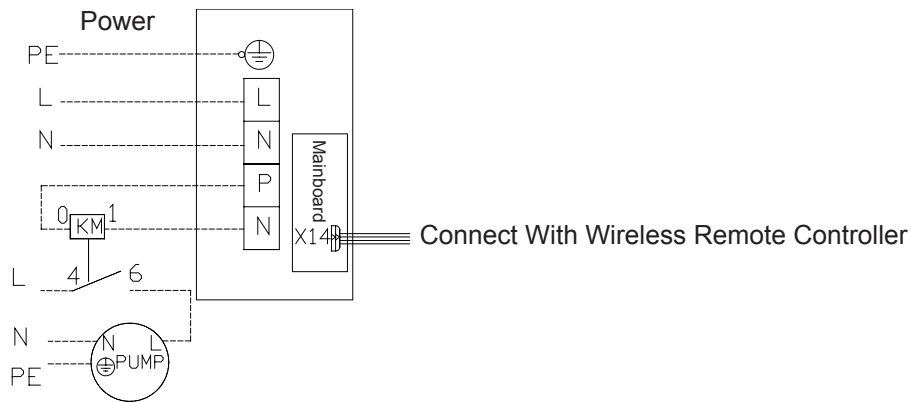 Power
PE
L L
N N
P
0 KM 1 N
Mainboard
X14 Connect With Wireless Remote Controller
L 4 6
N N L
PUMP
PE